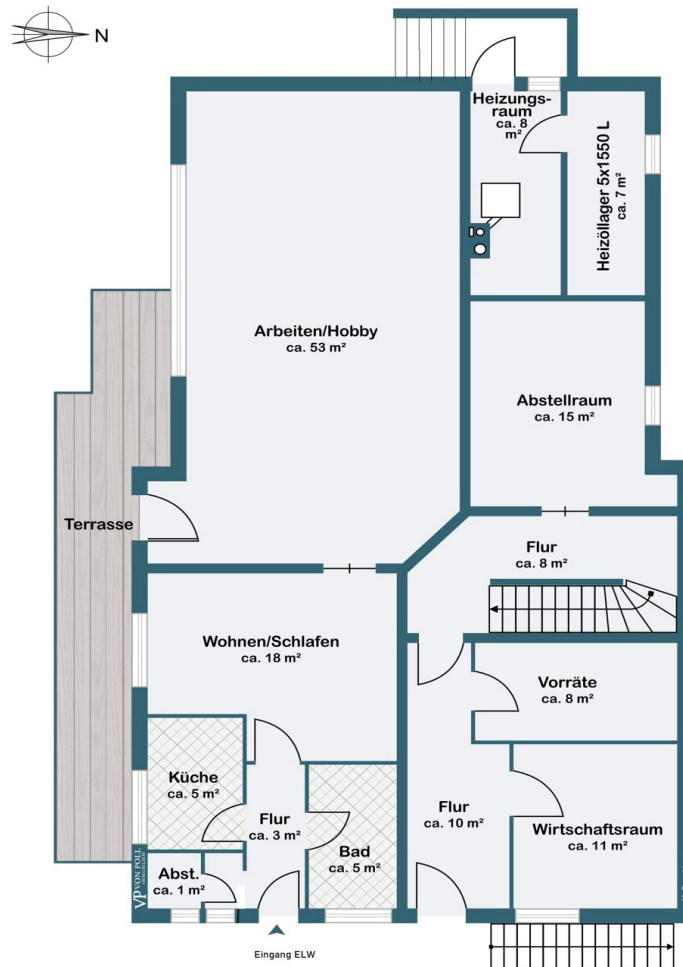 N
Heizungs-
raum
ca. 8
m²
Heizöllager 5x1550 L
ca. 7 m²
Arbeiten/Hobby
ca. 53 m²
Abstellraum
ca. 15 m²
Terrasse
Flur
ca. 8 m²
Wohnen/Schlafen
ca. 18 m²
Vorräte
ca. 8 m²
Küche
ca. 5 m²
Flur
ca. 3 m²
Bad
ca. 5 m²
Flur
ca. 10 m²
Wirtschaftsraum
ca. 11 m²
Abst.
ca. 1 m²
VP VON POLL
IMMOBILIEN
Eingang ELW